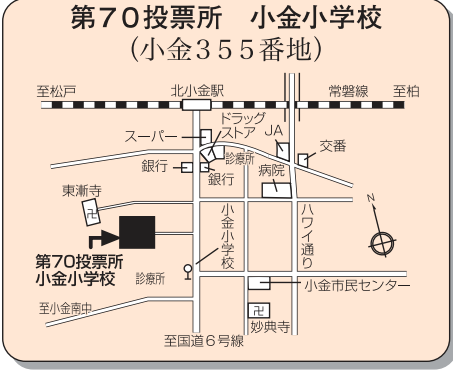 第70投票所　小金小学校
（小金３５５番地）
至松戸
北小金駅
常磐線
至柏
スーパー
ドラッグ
ストア
JA
交番
診療所
銀行
銀行
病院
東漸寺
卍
小金小学校
ハワイ通り
N
第70投票所
小金小学校
診療所
小金市民センター
至小金南中
卍
妙典寺
至国道６号線